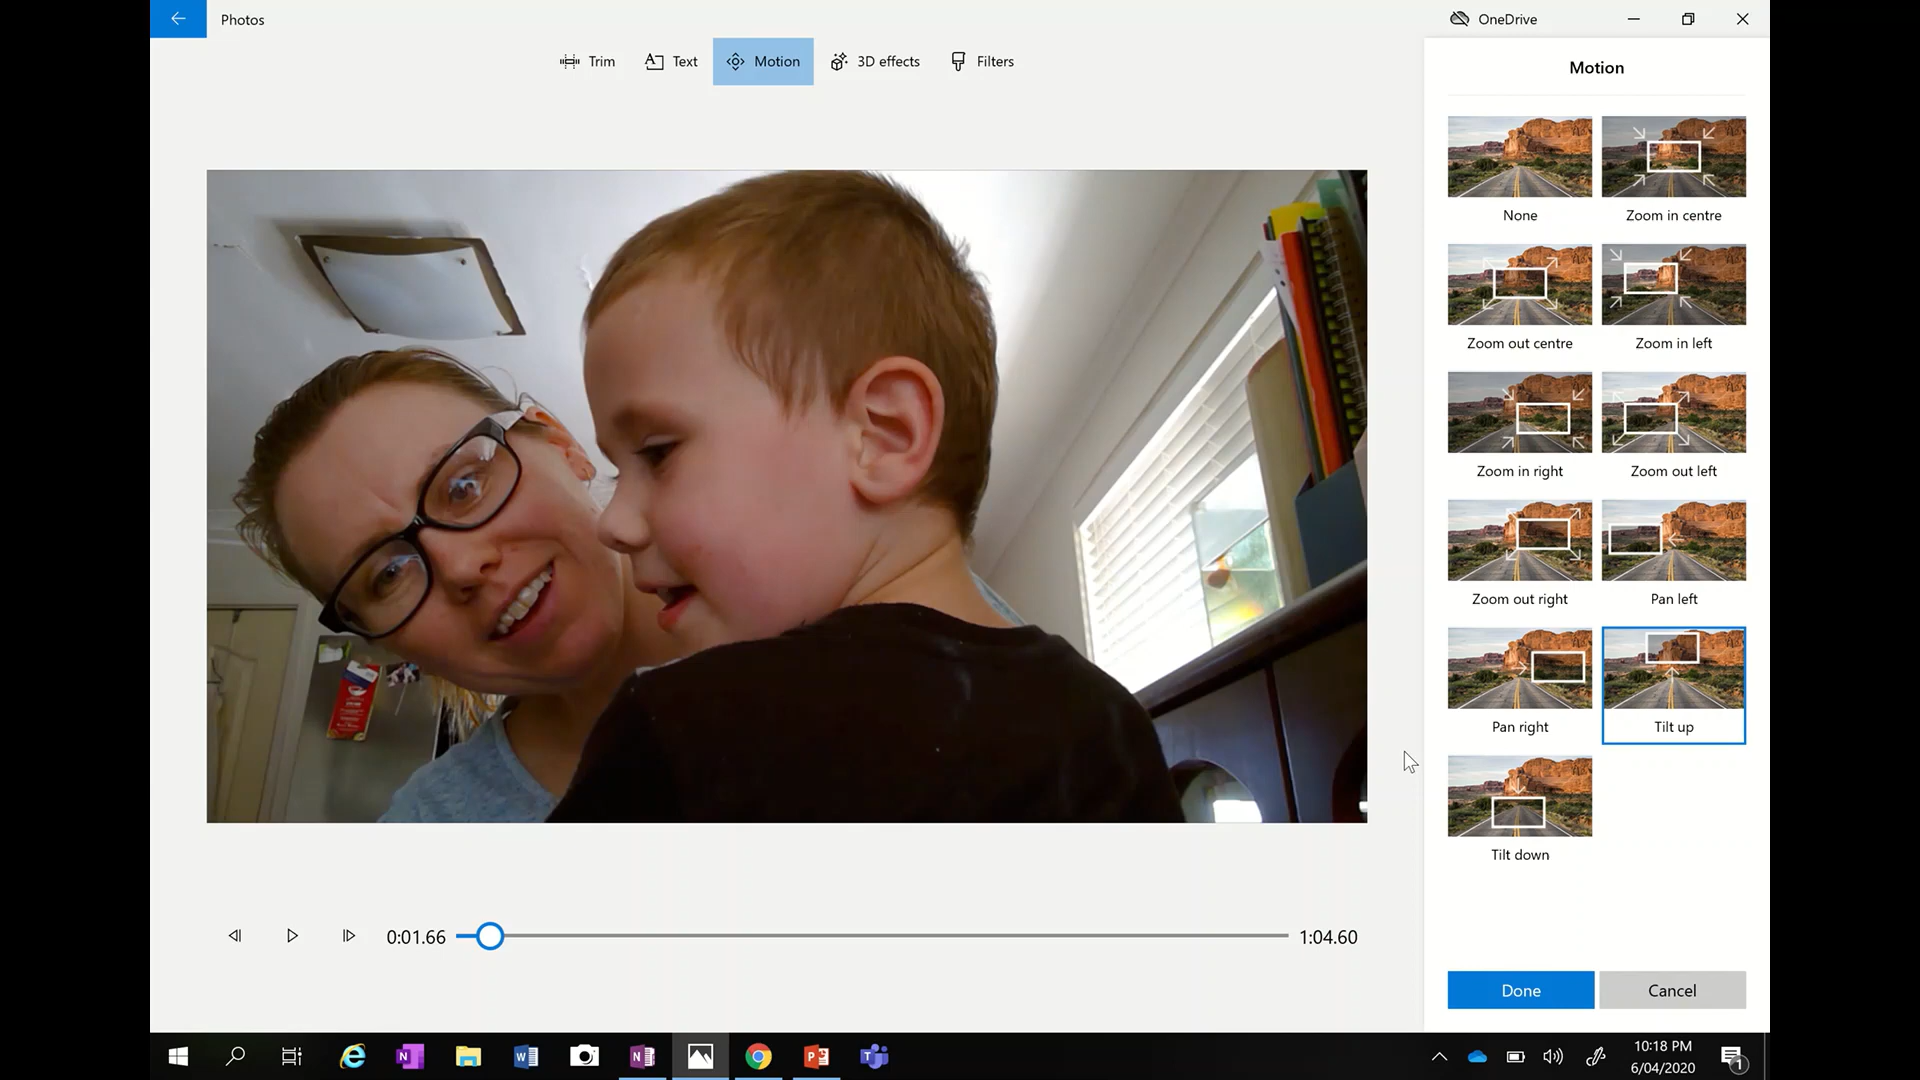 Photos
OneDrive
Trim
Text
Motion
3D effects
Filters
Motion
None
Zoom in centre
Zoom out centre
Zoom in left
Zoom in right
Zoom out left
Zoom out right
Pan left
Pan right
Tilt up
Tilt down
0:01.66
1:04.60
Done
Cancel
10:18 PM
6/04/2020
1